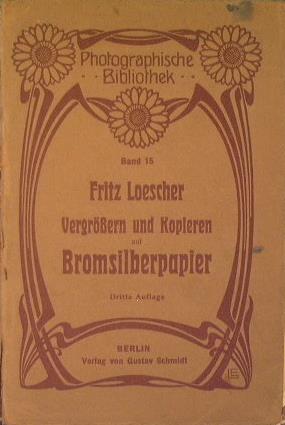 Photographische
Bibliothek
Band 15
Fritz Loescher
Vergrößern und Kopieren
auf
Bromsilberpapier
Dritte Auflage
BERLIN
Verlag von Gustav Schmidt